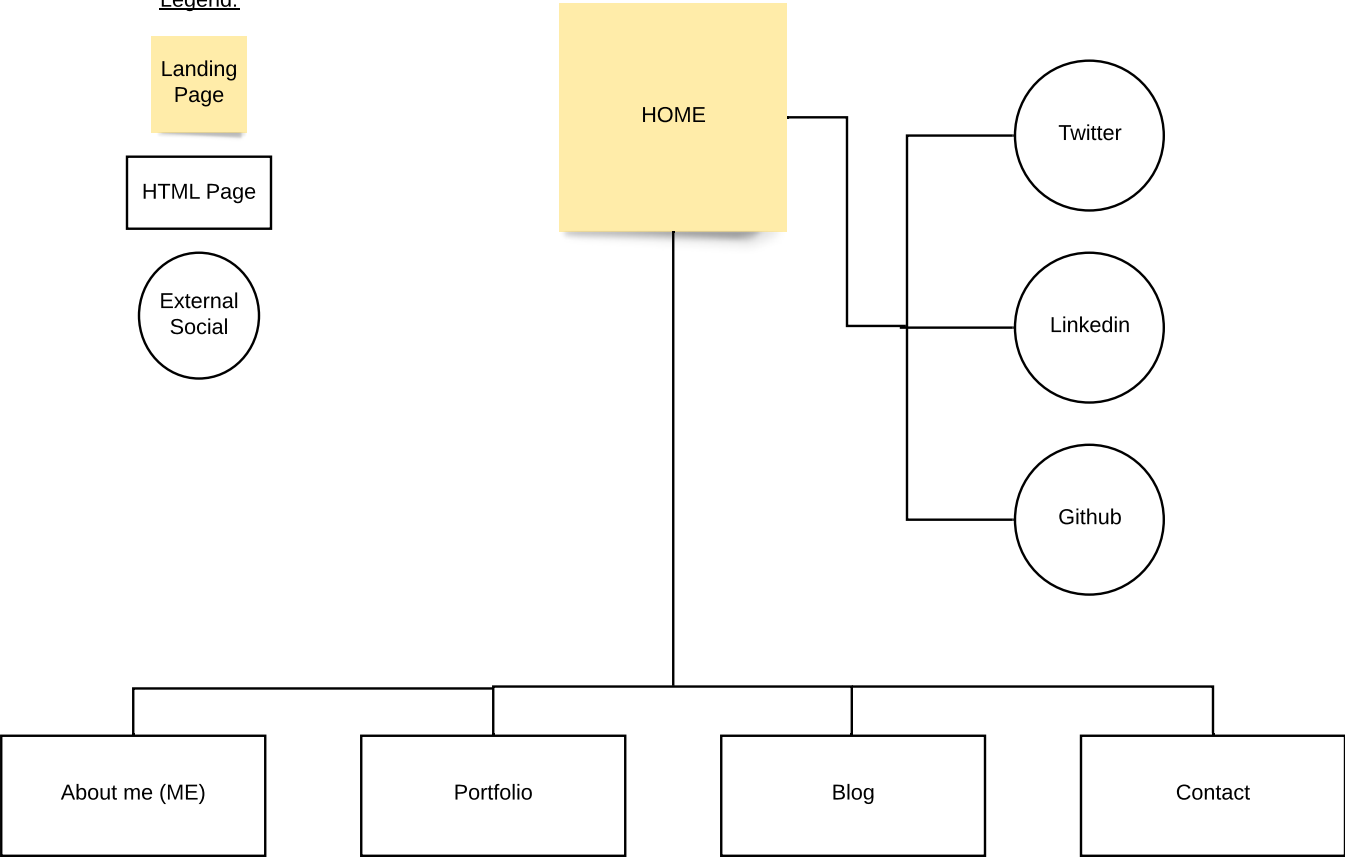 Legend:
Landing
Page
HTML Page
External
Social
HOME
Twitter
Linkedin
Github
About me (ME)
Portfolio
Blog
Contact